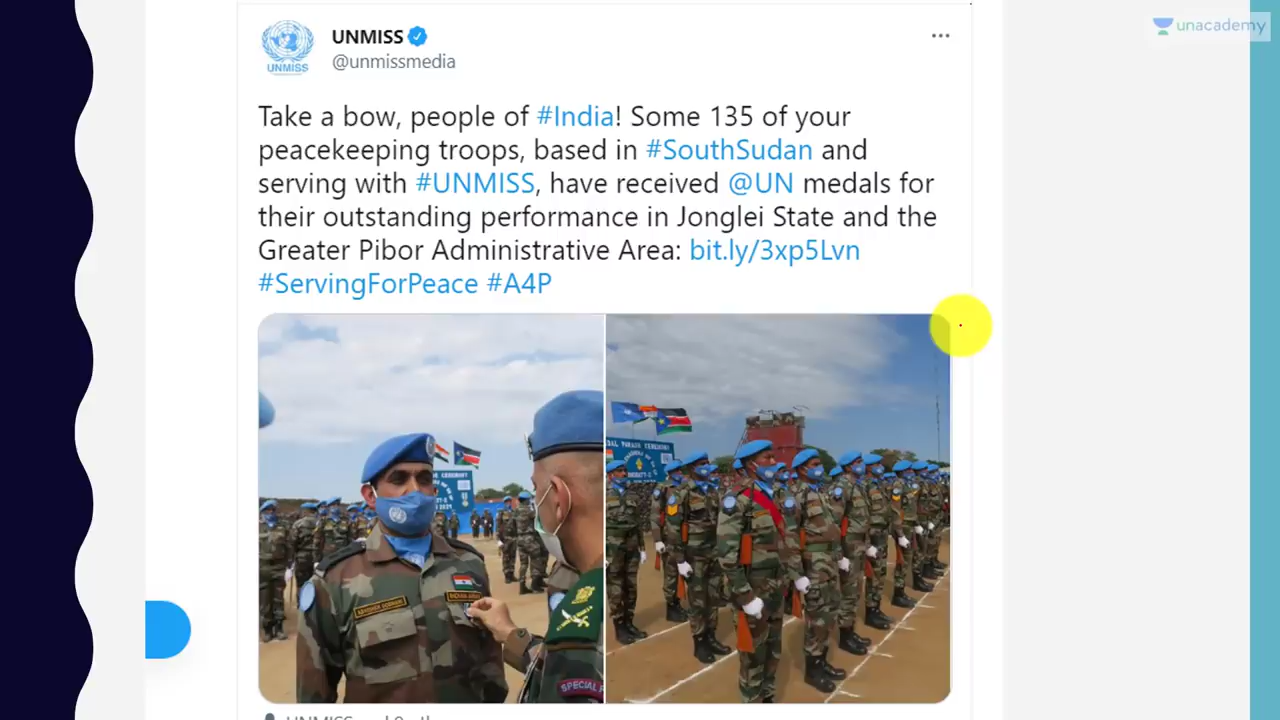 unacademy
UNMISS
@unmissmedia
UNMISS
Take a bow, people of #India! Some 135 of your
peacekeeping troops, based in #SouthSudan and
serving with #UNMISS, have received @UN medals for
their outstanding performance in Jonglei State and the
Greater Pibor Administrative Area: bit.ly/3xp5Lvn
#ServingForPeace #A4P